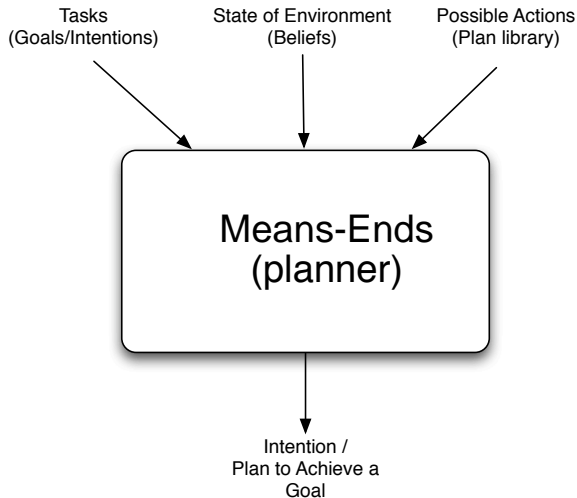 Tasks
(Goals/Intentions)
State of Environment
(Beliefs)
Possible Actions
(Plan library)
Means-Ends
(planner)
Intention /
Plan to Achieve a
Goal